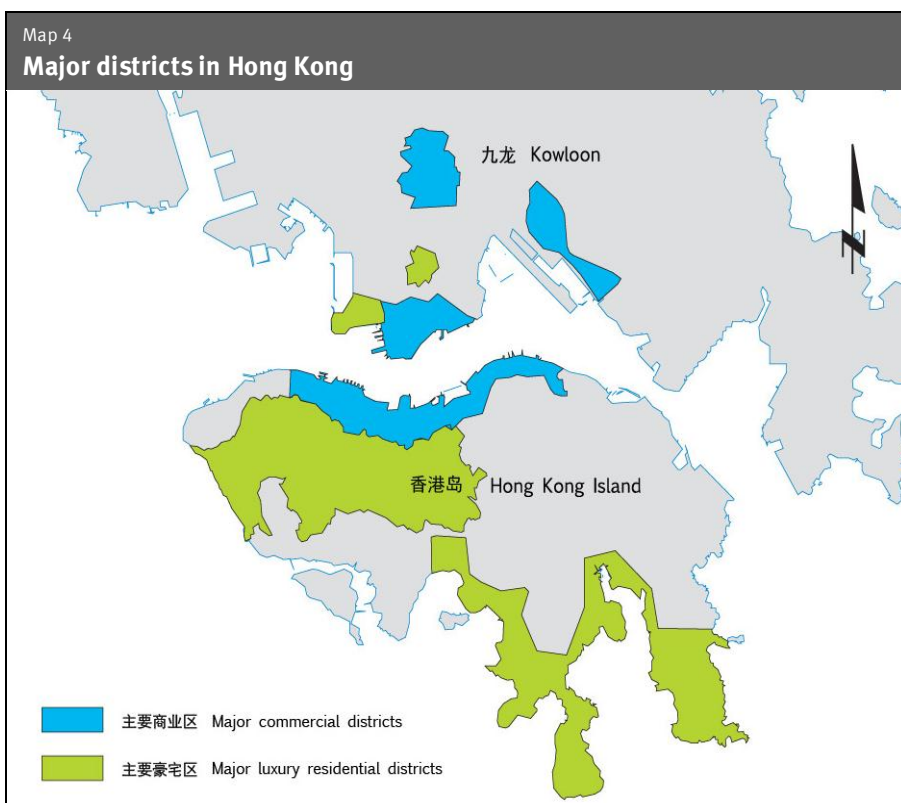 Map 4
Major districts in Hong Kong
九龙 Kowloon
香港岛 Hong Kong Island
主要商业区 Major commercial districts
主要豪宅区 Major luxury residential districts